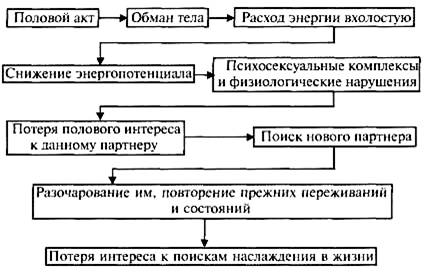 Половой акт
Обман тела
Расход энергии вхолостую
Снижение энергопотенциала
Психосексуальные комплексы
и физиологические нарушения
Потеря полового интереса
к данному партнеру
Поиск нового партнера
Разочарование им, повторение прежних переживаний
и состояний
Потеря интереса к поискам наслаждения в жизни